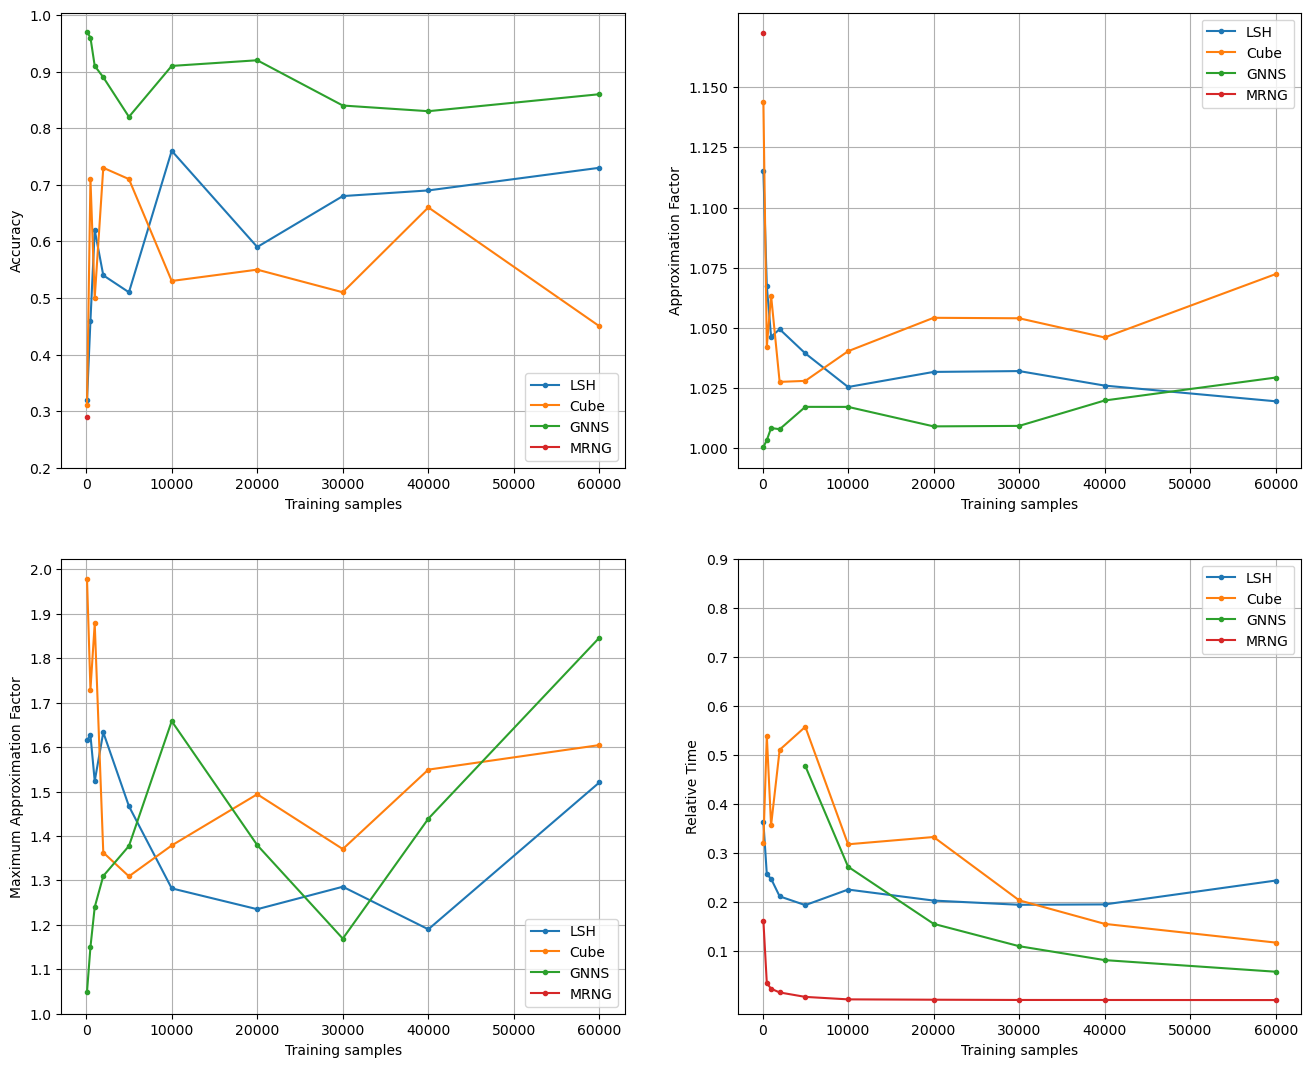 1.0
0.9
0.8
0.7
0.6
0.5
0.4
0.3
0.2
Accuracy
LSH
Cube
GNNS
MRNG
0 10000 20000 30000 40000 50000 60000
Training samples
1.150
1.125
1.100
1.075
1.050
1.025
1.000
Approximation Factor
LSH
Cube
GNNS
MRNG
0 10000 20000 30000 40000 50000 60000
Training samples
2.0
1.9
1.8
1.7
1.6
1.5
1.4
1.3
1.2
1.1
1.0
Maximum Approximation Factor
LSH
Cube
GNNS
MRNG
0 10000 20000 30000 40000 50000 60000
Training samples
0.9
0.8
0.7
0.6
0.5
0.4
0.3
0.2
0.1
Relative Time
LSH
Cube
GNNS
MRNG
0 10000 20000 30000 40000 50000 60000
Training samples